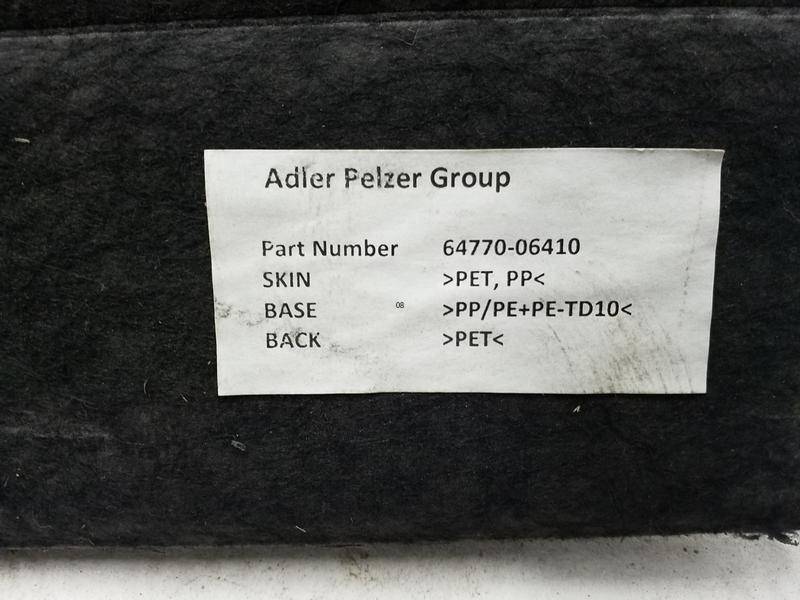 Adler Pelzer Group
Part Number 64770-06410
SKIN >PET, PP<
BASE 08 >PP/PE+PE-TD10<
BACK >PET<